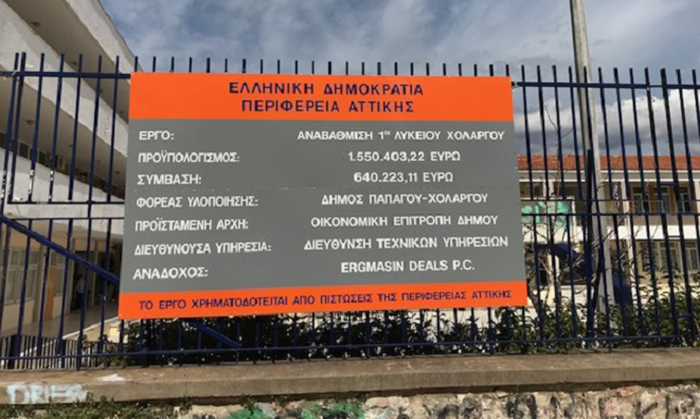 ΕΛΛΗΝΙΚΗ ΔΗΜΟΚΡΑΤΙΑ
ΠΕΡΙΦΕΡΕΙΑ ΑΤΤΙΚΗΣ
ΕΡΓΟ: ΑΝΑΒΑΘΜΙΣΗ 1ου ΛΥΚΕΙΟΥ ΧΟΛΑΡΓΟΥ
ΠΡΟΫΠΟΛΟΓΙΣΜΟΣ: 1.550.403,22 ΕΥΡΩ
ΣΥΜΒΑΣΗ: 640.223,11 ΕΥΡΩ
ΦΟΡΕΑΣ ΥΛΟΠΟΙΗΣΗΣ: ΔΗΜΟΣ ΠΑΠΑΓΟΥ-ΧΟΛΑΡΓΟΥ
ΠΡΟΪΣΤΑΜΕΝΗ ΑΡΧΗ: ΟΙΚΟΝΟΜΙΚΗ ΕΠΙΤΡΟΠΗ ΔΗΜΟΥ
ΔΙΕΥΘΥΝΟΥΣΑ ΥΠΗΡΕΣΙΑ: ΔΙΕΥΘΥΝΣΗ ΤΕΧΝΙΚΩΝ ΥΠΗΡΕΣΙΩΝ
ΑΝΑΔΟΧΟΣ: ERGMASIN DEALS P.C.
ΤΟ ΕΡΓΟ ΧΡΗΜΑΤΟΔΟΤΕΙΤΑΙ ΑΠΟ ΠΙΣΤΩΣΕΙΣ ΤΗΣ ΠΕΡΙΦΕΡΕΙΑΣ ΑΤΤΙΚΗΣ